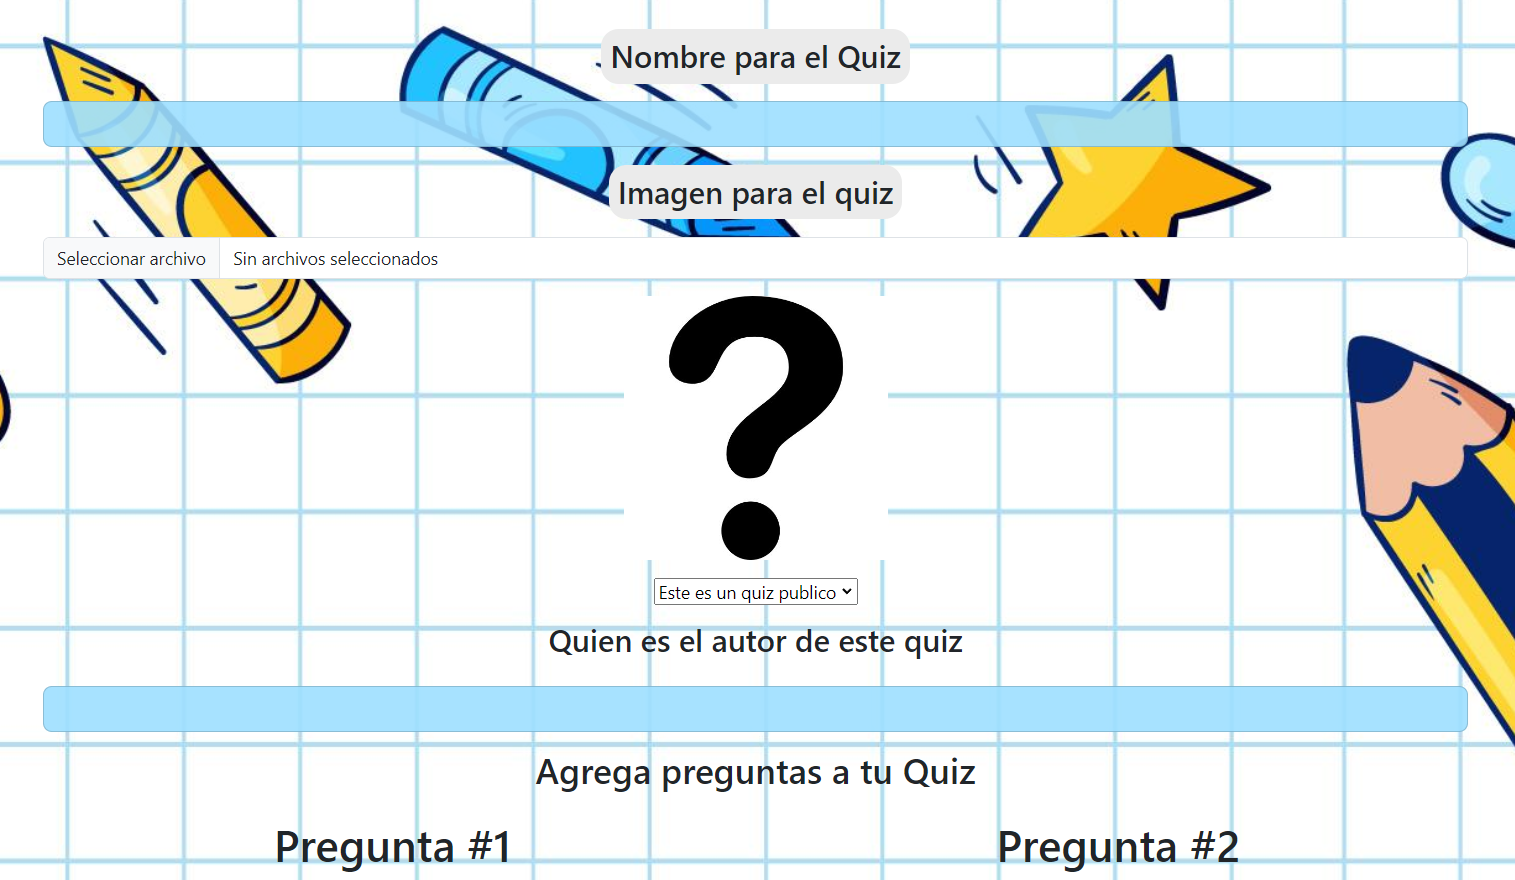 Nombre para el Quiz
Imagen para el quiz
Seleccionar archivo Sin archivos seleccionados
Este es un quiz publico
Quien es el autor de este quiz
Agrega preguntas a tu Quiz
Pregunta #1 Pregunta #2